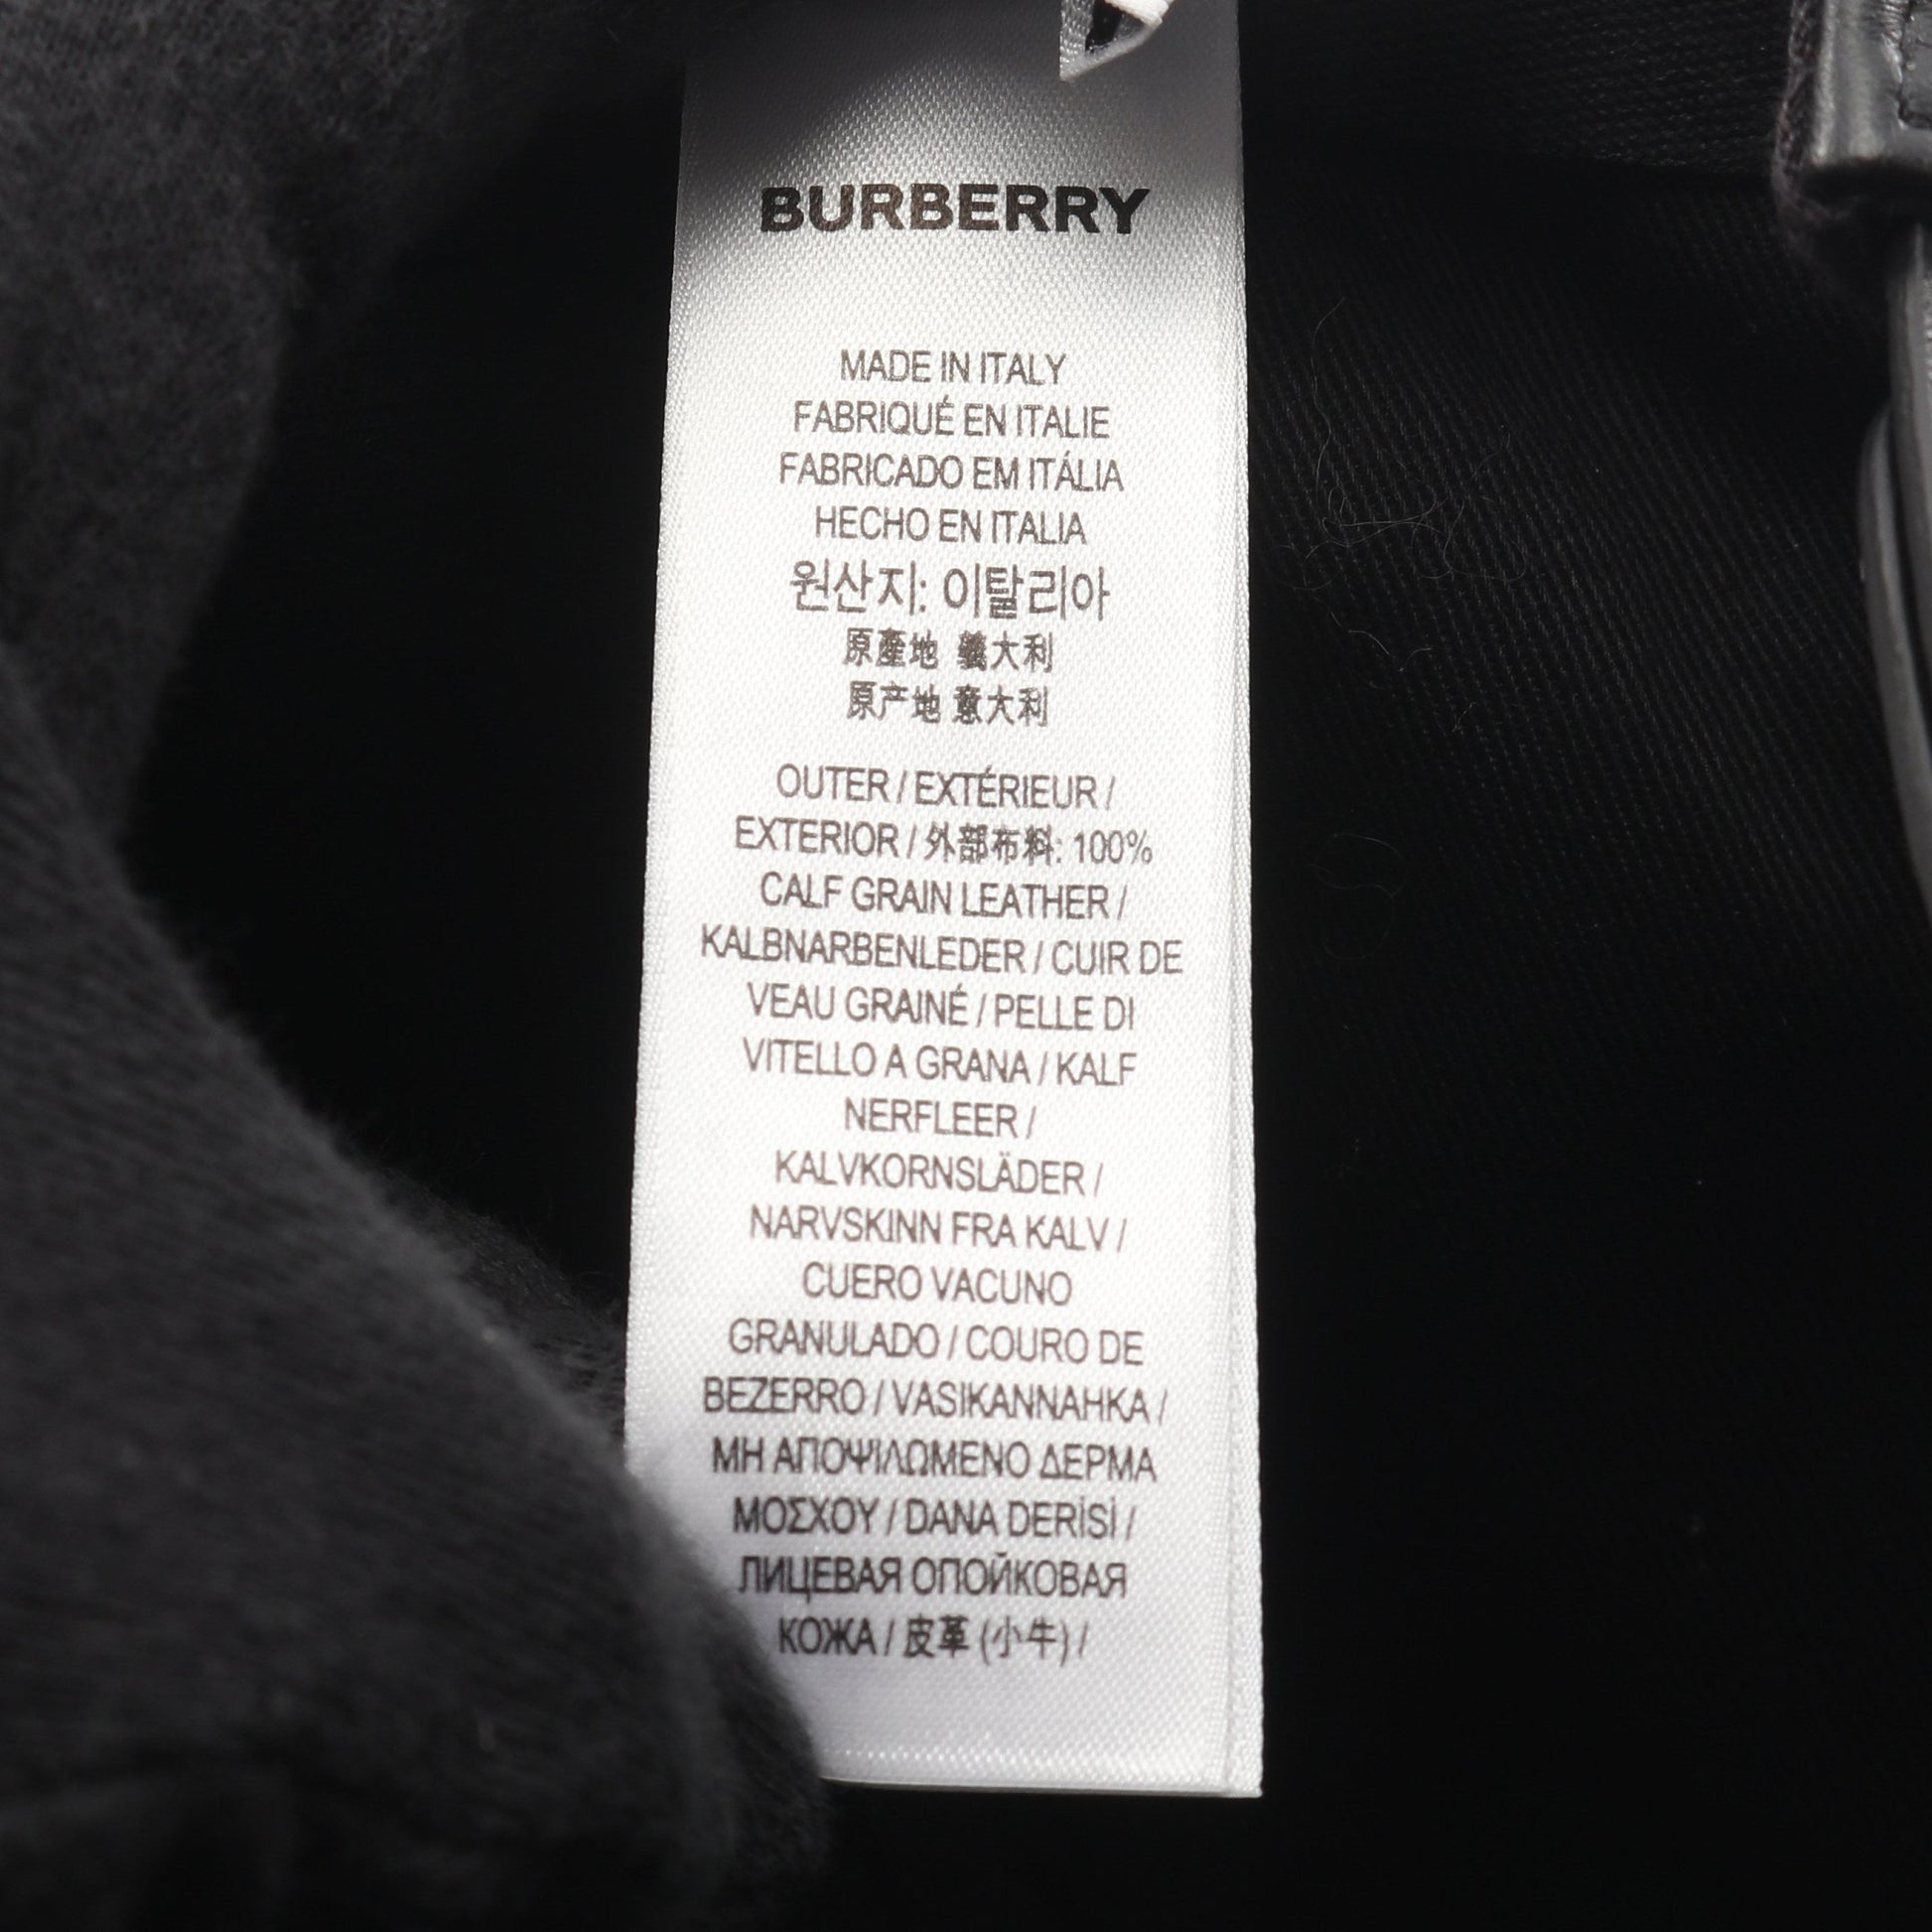 BURBERRY
MADE IN ITALY
FABRIQUÉ EN ITALIE
FABRICADO EM ITÁLIA
HECHO EN ITALIA
원산지: 이탈리아
原產地 義大利
原产地 意大利
OUTER / EXTÉRIEUR /
EXTERIOR / 外部布料: 100%
CALF GRAIN LEATHER /
KALBNARBENLEDER / CUIR DE
VEAU GRAINÉ / PELLE DI
VITELLO A GRANA / KALF
NERFLEER /
KALVKORNSLÄDER /
NARVSKINN FRA KALV /
CUERO VACUNO
GRANULADO / COURO DE
BEZERRO / VASIKANNAHKA /
ΜΗ ΑΠΟΨΙΛΩΜΕΝΟ ΔΕΡΜΑ
ΜΟΣΧΟΥ / DANA DERİSİ /
ЛИЦЕВАЯ ОПОЙКОВАЯ
КОЖА / 皮革 (小牛) /